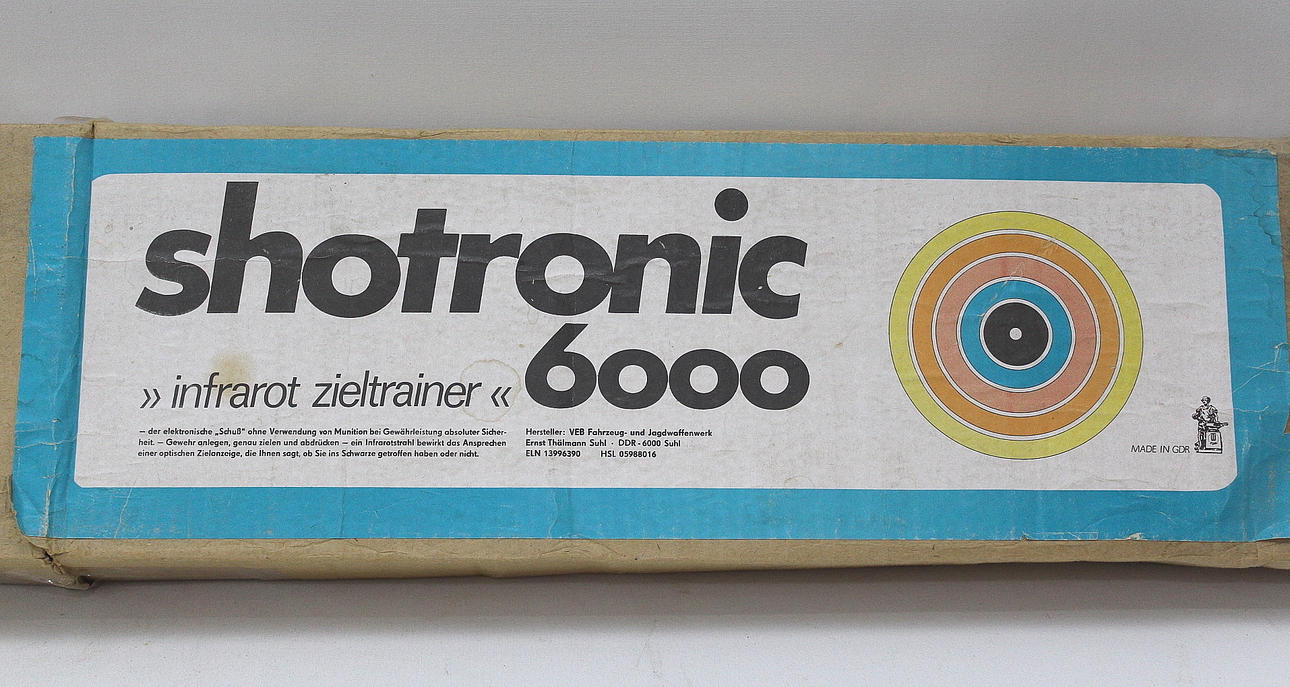 shotronic
6000
» infrarot zieltrainer «
— der elektronische „Schuß“ ohne Verwendung von Munition bei Gewährleistung absoluter Sicher-
heit. — Gewehr anlegen, genau zielen und abdrücken — ein Infrarotstrahl bewirkt das Ansprechen
einer optischen Zielanzeige, die Ihnen sagt, ob Sie ins Schwarze getroffen haben oder nicht.
Hersteller: VEB Fahrzeug- und Jagdwaffenwerk
Ernst Thälmann Suhl · DDR - 6000 Suhl
ELN 13996390 HSL 05988016
MADE IN GDR